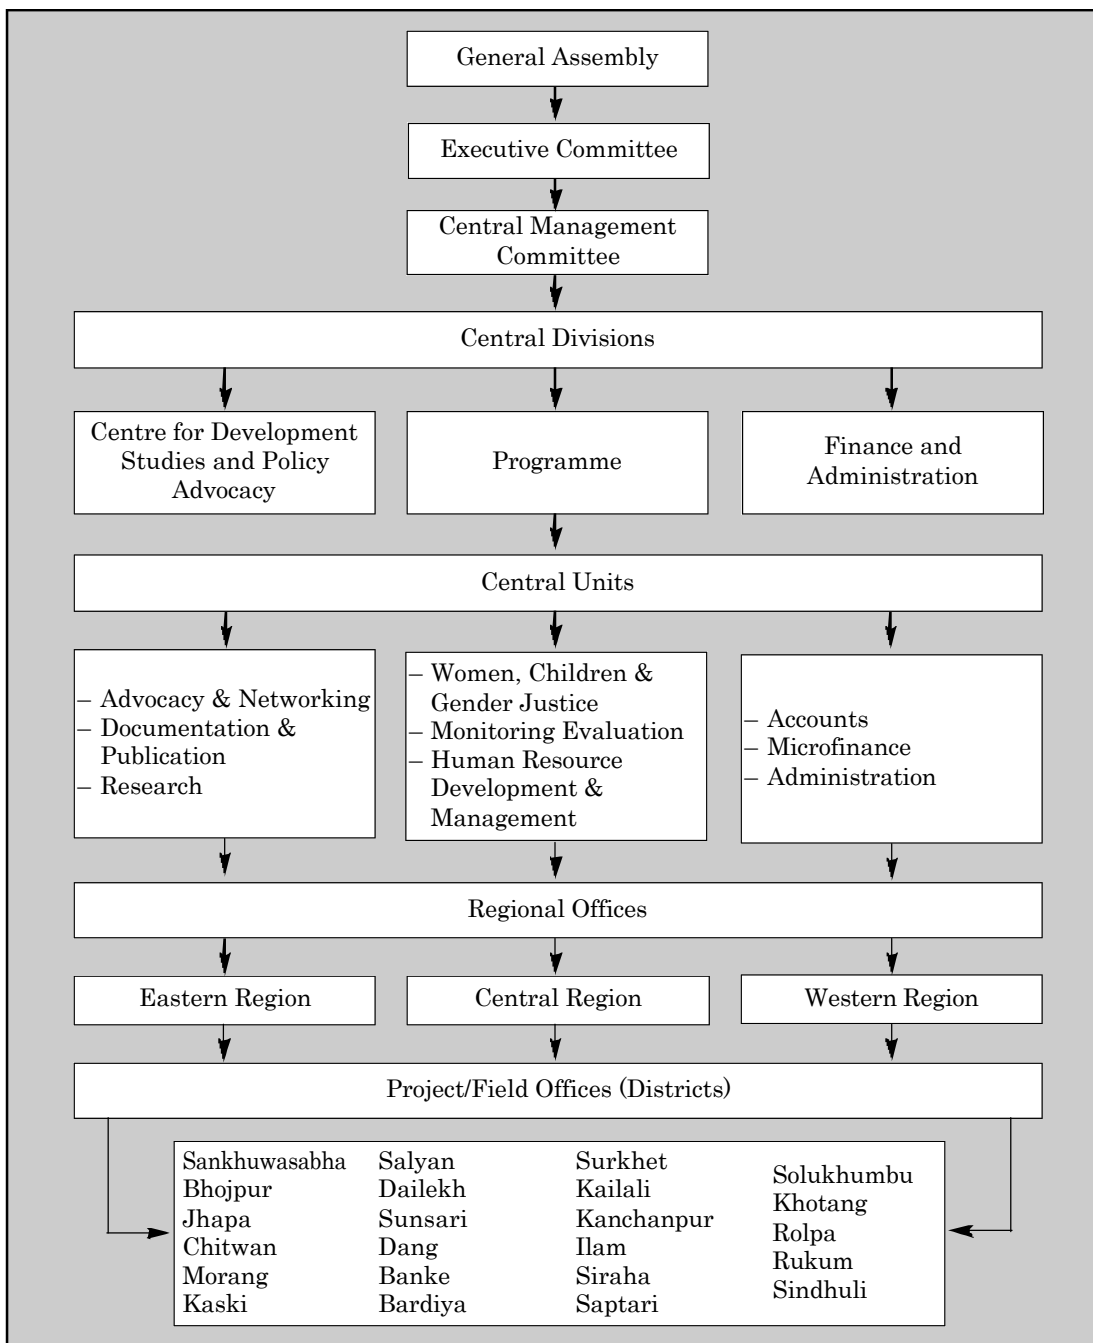 General Assembly
Executive Committee
Central Management
Committee
Central Divisions
Centre for Development
Studies and Policy
Advocacy
Programme
Finance and
Administration
Central Units
– Advocacy & Networking
– Documentation &
Publication
– Research
– Women, Children &
Gender Justice
– Monitoring Evaluation
– Human Resource
Development &
Management
– Accounts
– Microfinance
– Administration
Regional Offices
Eastern Region
Central Region
Western Region
Project/Field Offices (Districts)
Sankhuwasabha
Bhojpur
Jhapa
Chitwan
Morang
Kaski
Salyan
Dailekh
Sunsari
Dang
Banke
Bardiya
Surkhet
Kailali
Kanchanpur
Ilam
Siraha
Saptari
Solukhumbu
Khotang
Rolpa
Rukum
Sindhuli